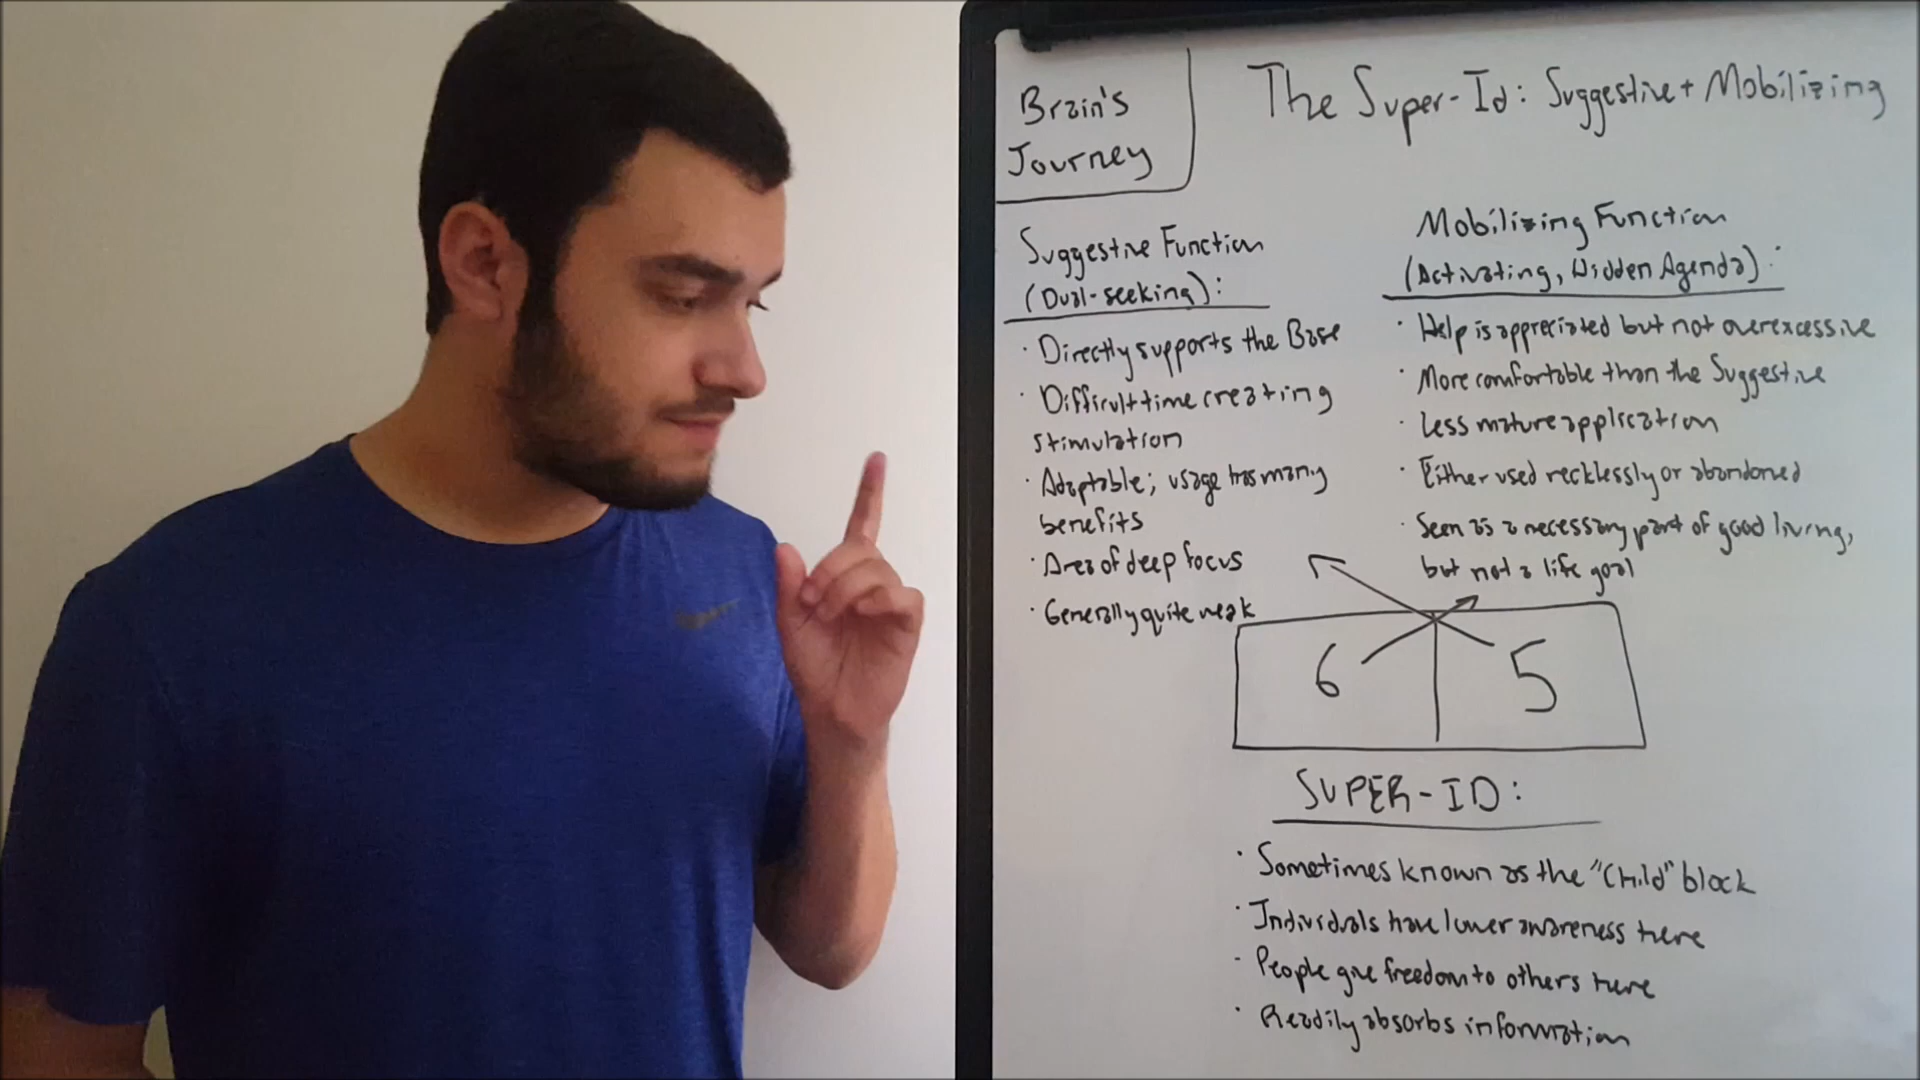 Brain's
Journey
The Super-Id: Suggestive + Mobilizing
Suggestive Function
(Dual-seeking):
· Directly supports the Base
· Difficult time creating
stimulation
· Adaptable; usage has many
benefits
· Area of deep focus
· Generally quite weak
Mobilizing Function
(Activating, Hidden Agenda):
· Help is appreciated but not overexcessive
· More comfortable than the Suggestive
· Less mature application
· Either used recklessly or abandoned
· Seen as a necessary part of good living,
but not a life goal
6 5
SUPER-ID:
· Sometimes known as the "Child" block
· Individals have lower awareness here
· People give freedom to others here
· Readily absorbs information